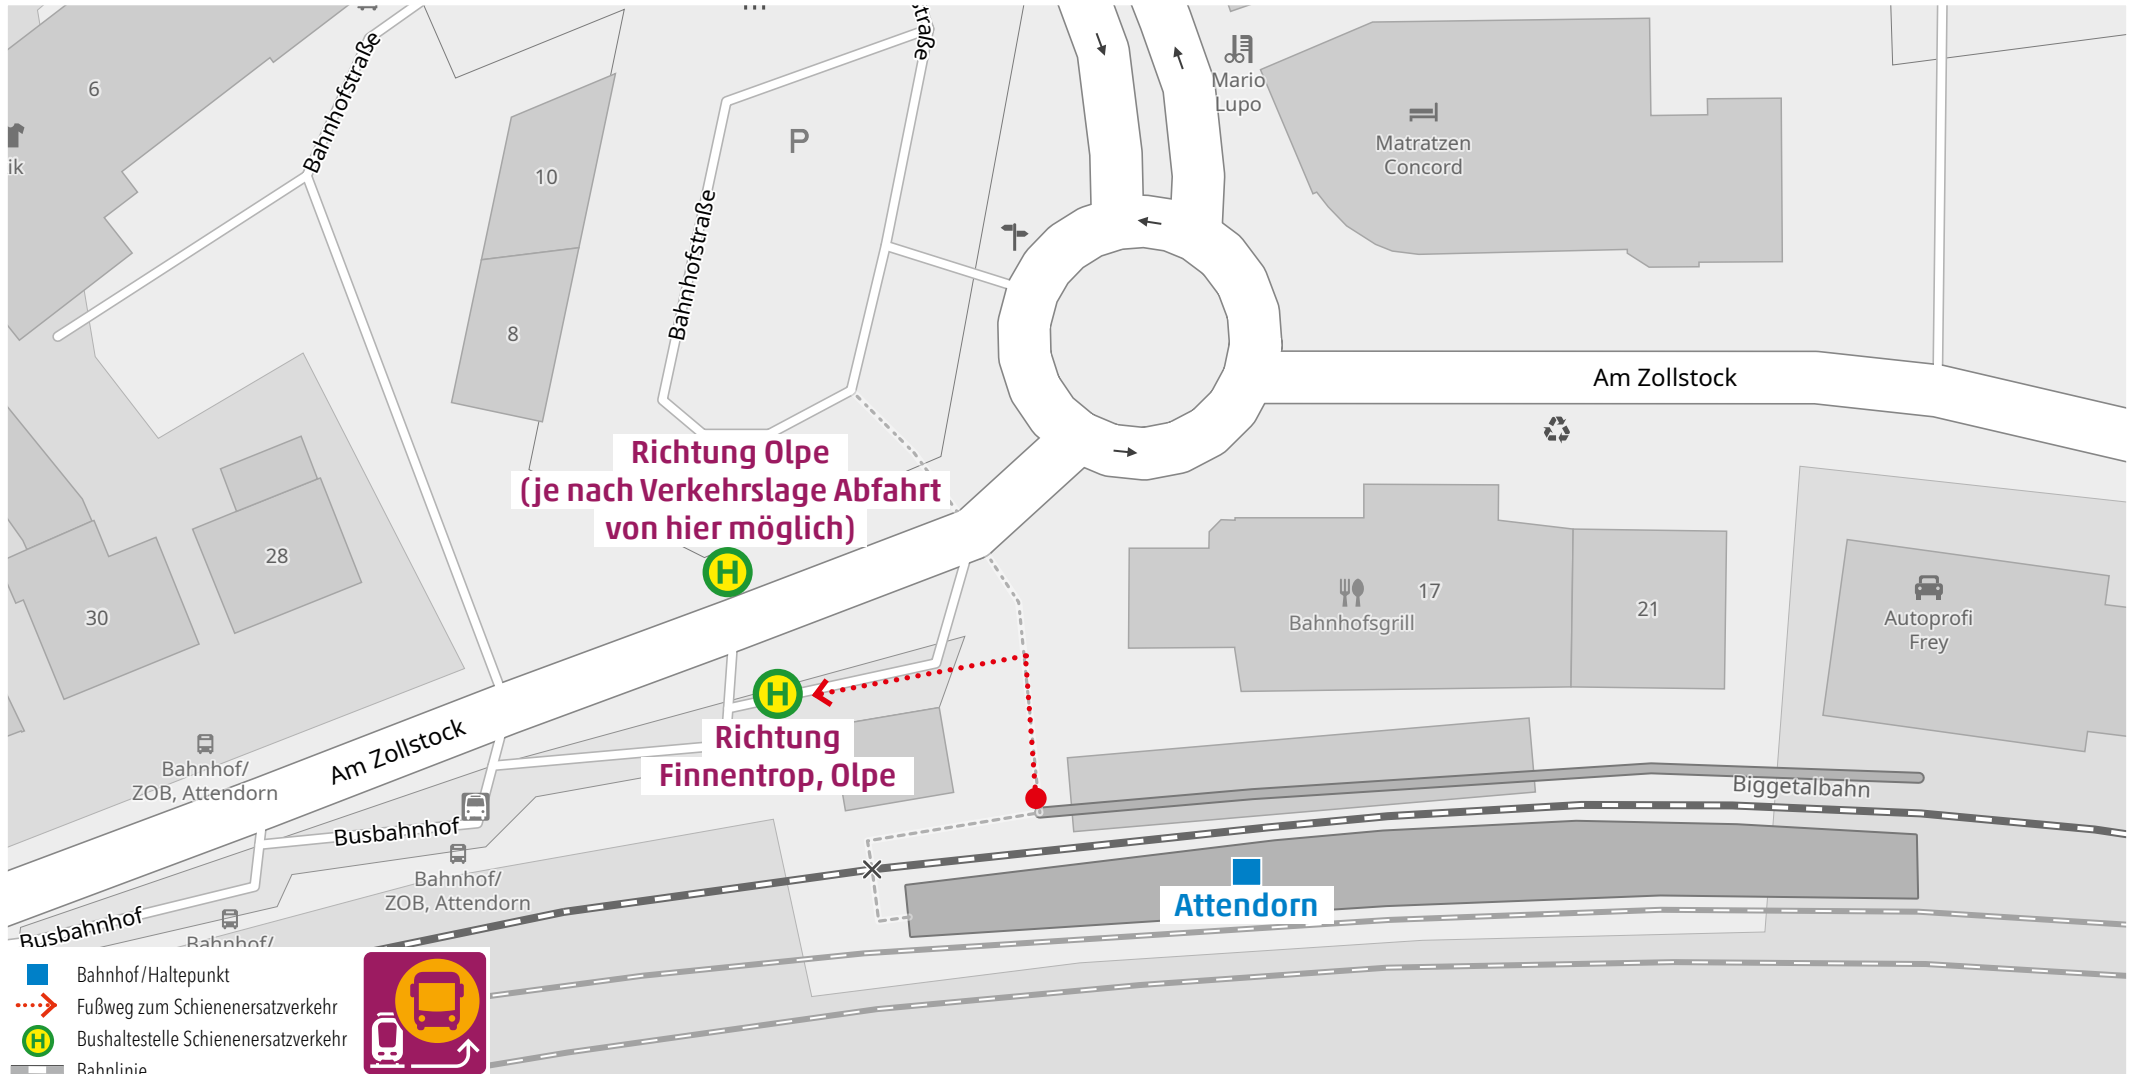 6
Bahnhofstraße
straße
Mario
Lupo
Matratzen
Concord
ik
10
P
Bahnhofstraße
8
Am Zollstock
Richtung Olpe
(je nach Verkehrslage Abfahrt
von hier möglich)
H
28
30
17
Bahnhofsgrill
21
Autoprofi
Frey
H
Richtung
Finnentrop, Olpe
Am Zollstock
Bahnhof/
ZOB, Attendorn
Biggetalbahn
Busbahnhof
Bahnhof/
ZOB, Attendorn
Attendorn
Busbahnhof
Bahnhof/
Bahnhof/Haltepunkt
Fußweg zum Schienenersatzverkehr
H Bushaltestelle Schienenersatzverkehr
Bahnlinie